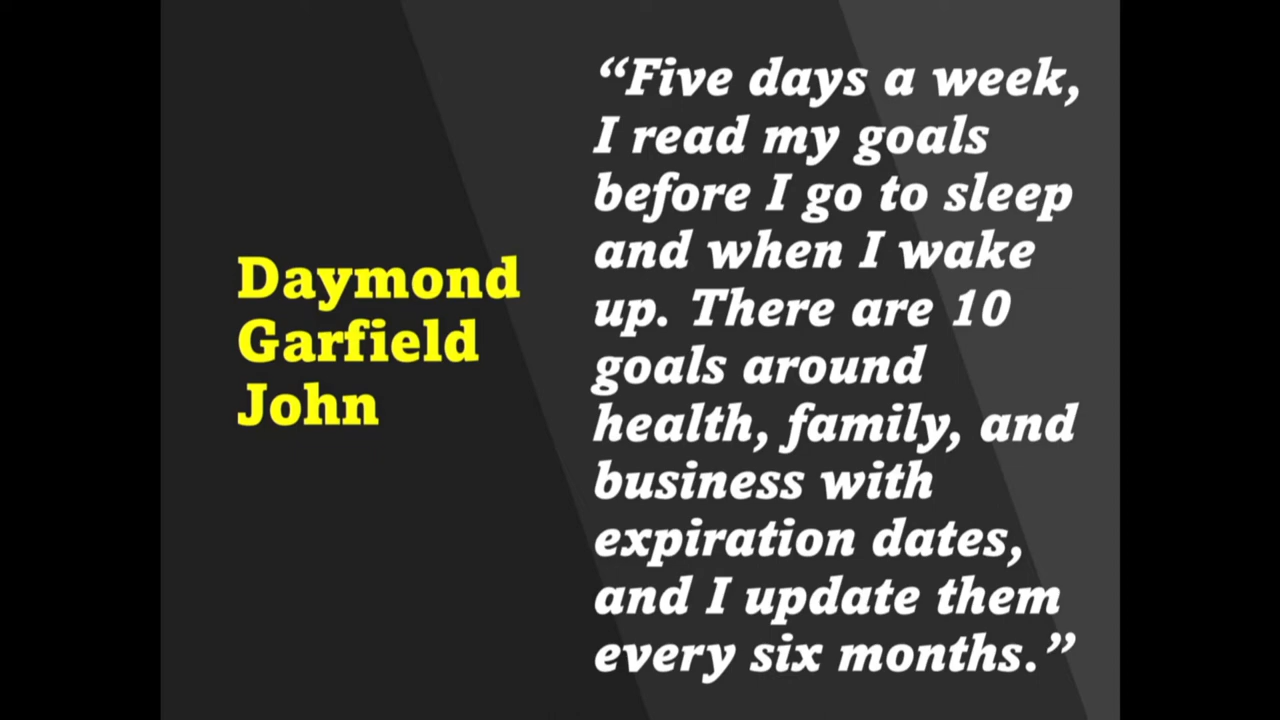 Daymond
Garfield
John
“Five days a week,
I read my goals
before I go to sleep
and when I wake
up. There are 10
goals around
health, family, and
business with
expiration dates,
and I update them
every six months.”